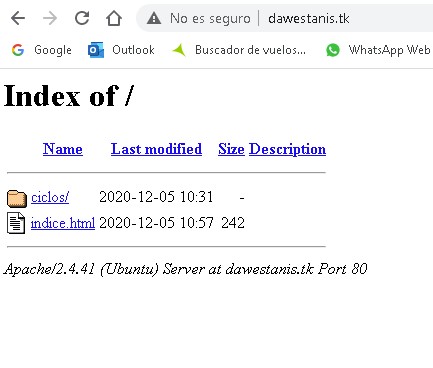 No es seguro | dawestanis.tk
Google Outlook Buscador de vuelos... WhatsApp Web
Index of /
Name Last modified Size Description
ciclos/ 2020-12-05 10:31 -
indice.html 2020-12-05 10:57 242
Apache/2.4.41 (Ubuntu) Server at dawestanis.tk Port 80